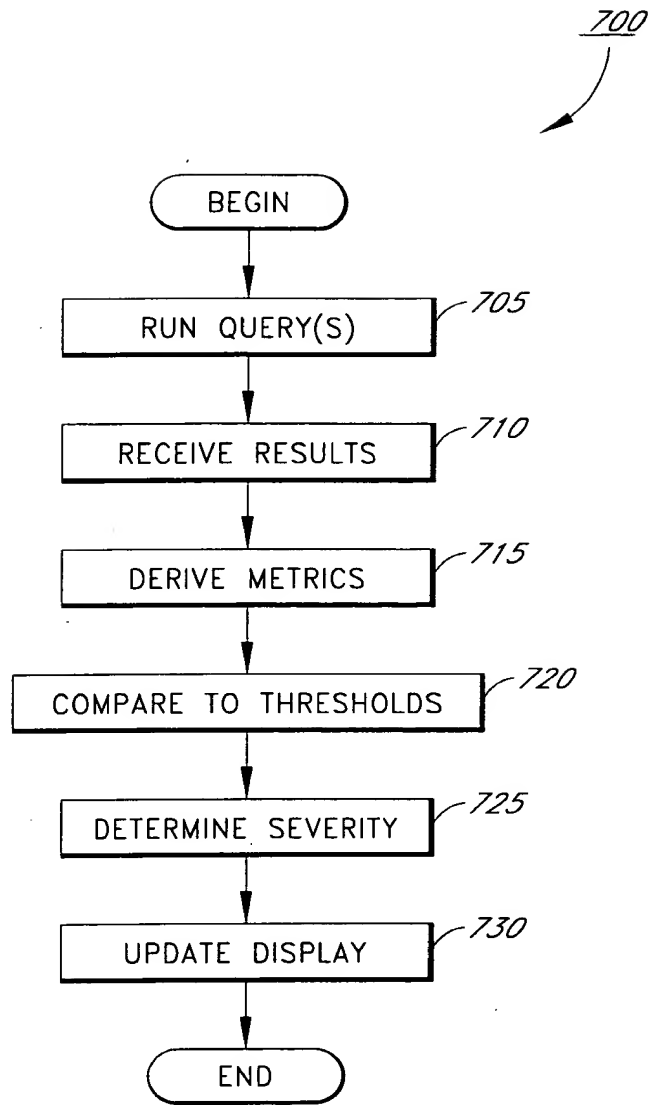 700
BEGIN
RUN QUERY(S)
705
RECEIVE RESULTS
710
DERIVE METRICS
715
COMPARE TO THRESHOLDS
720
DETERMINE SEVERITY
725
UPDATE DISPLAY
730
END